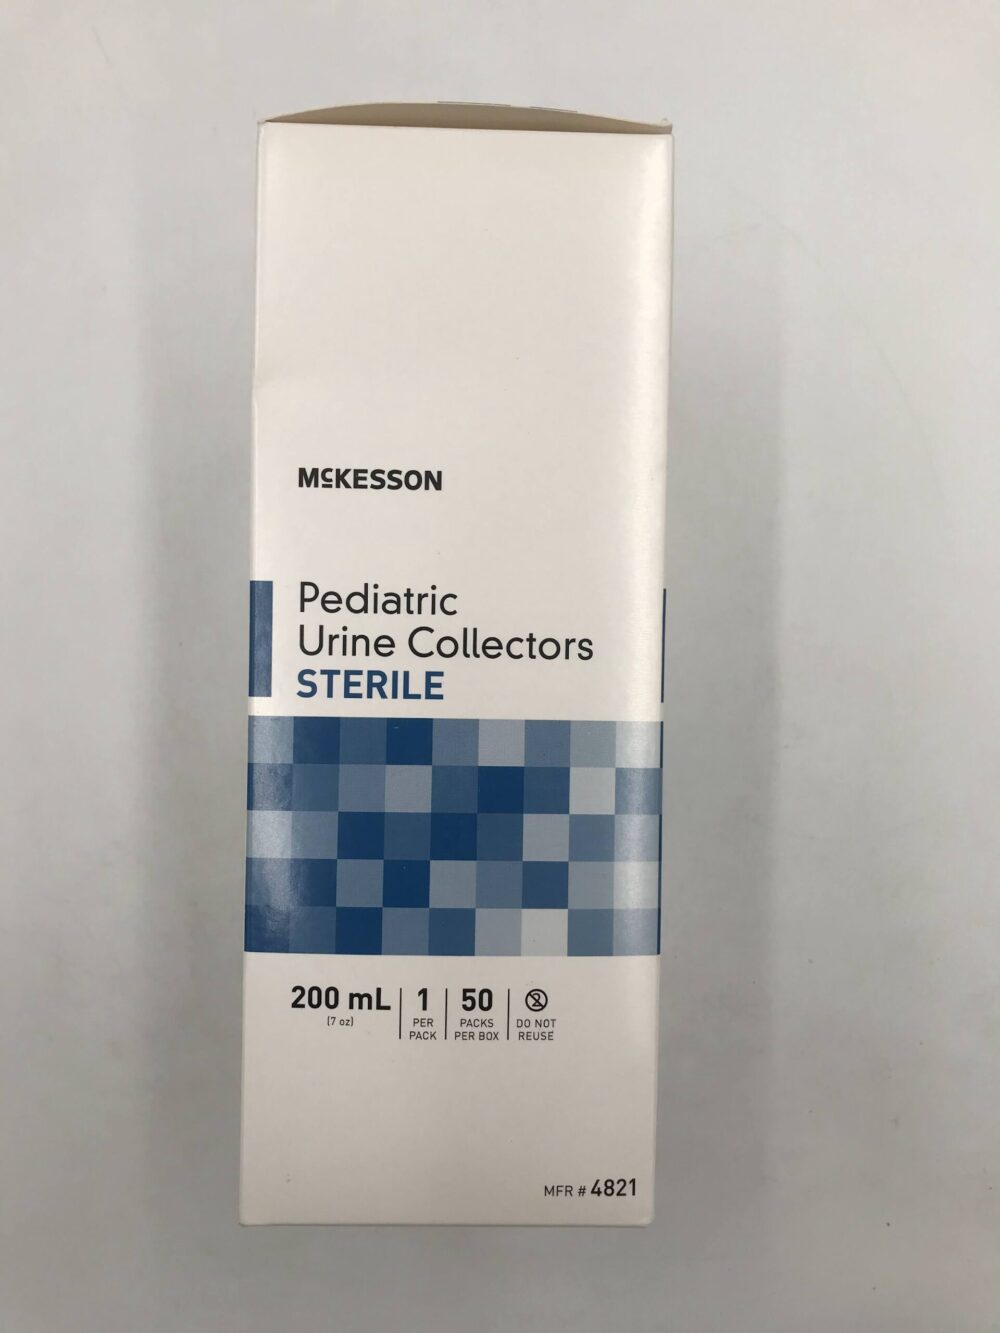 McKESSON
Pediatric
Urine Collectors
STERILE
200 mL
(7 oz)
1
PER
PACK
50
PACKS
PER BOX
2
DO NOT
REUSE
MFR # 4821